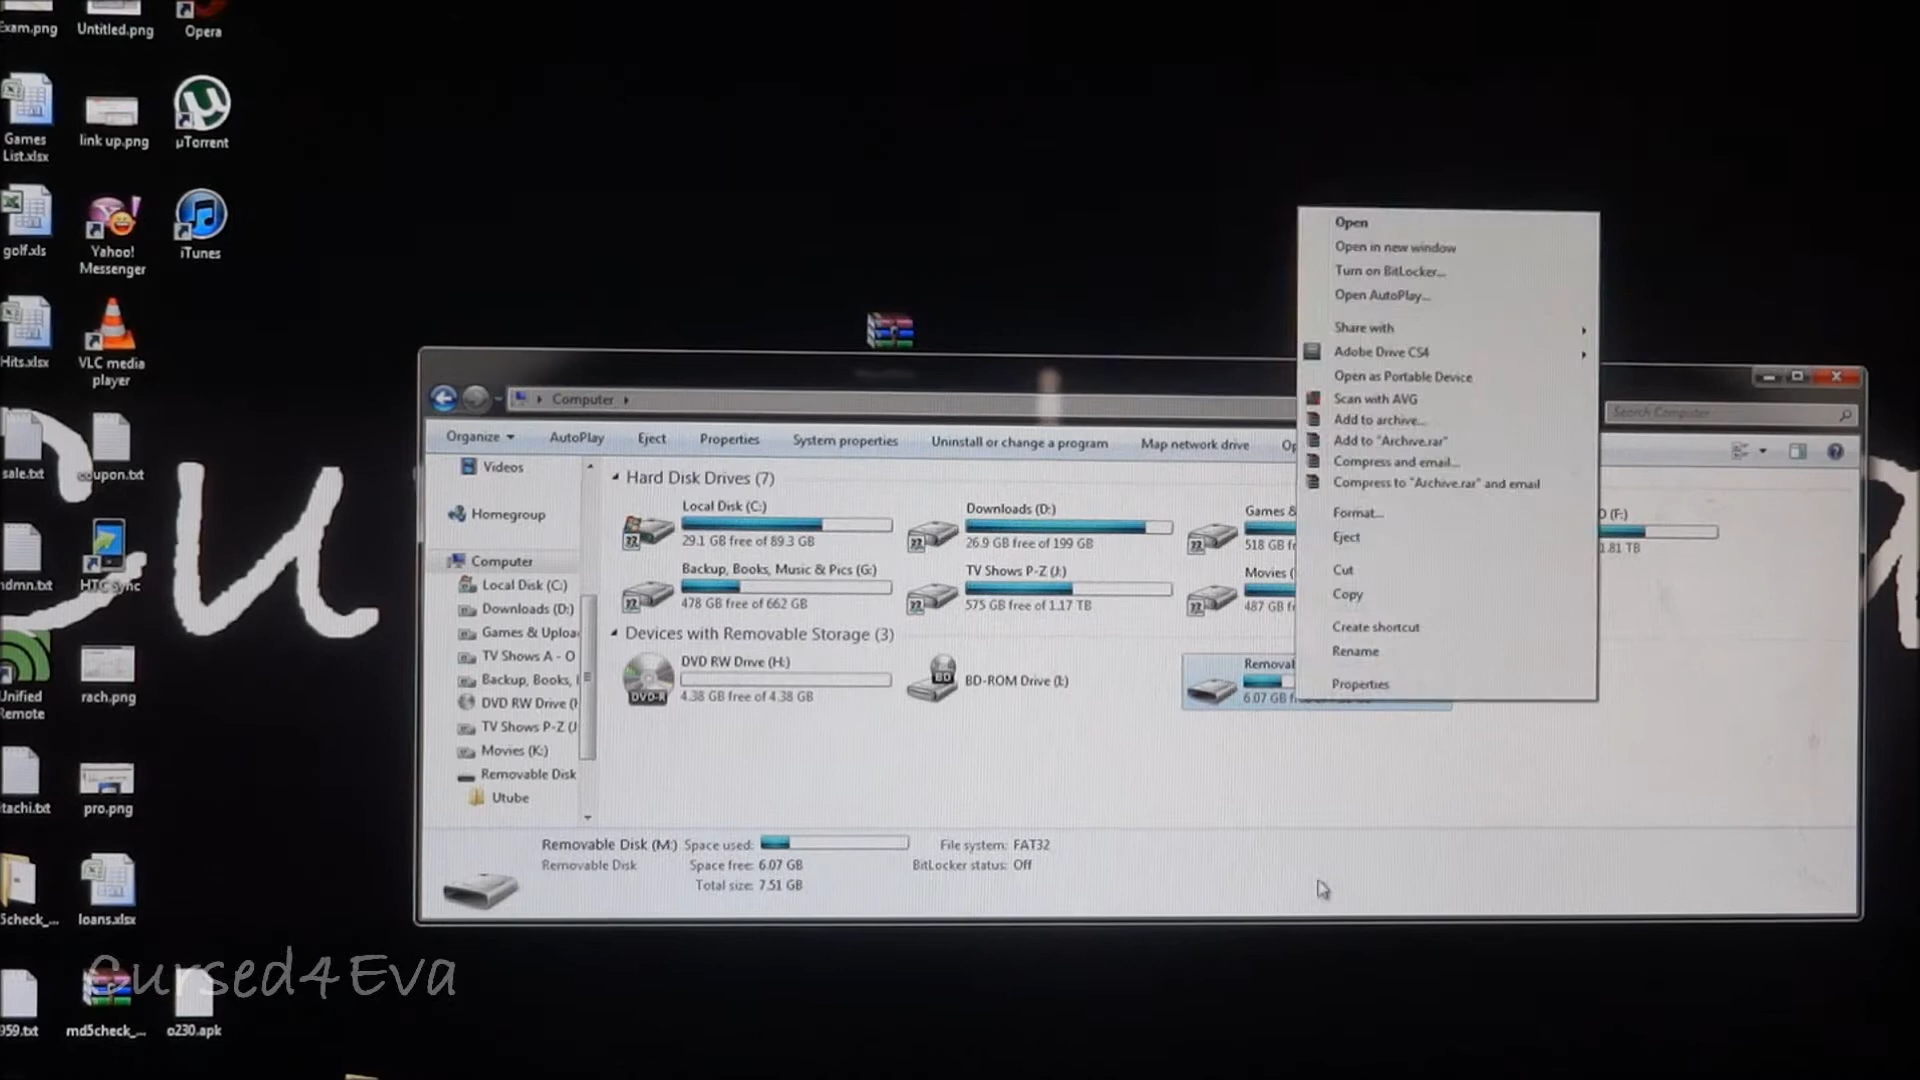 Exam.png
Untitled.png
Opera
Games List.xlsx
link up.png
µTorrent
golf.xls
Yahoo! Messenger
iTunes
Hits.xlsx
VLC media player
sale.txt
coupon.txt
ndmn.txt
HTC Sync
Unified Remote
rach.png
itachi.txt
pro.png
5check_...
loans.xlsx
959.txt
md5check_...
o230.apk
Cursed4Eva
Computer
Search Computer
Organize
AutoPlay
Eject
Properties
System properties
Uninstall or change a program
Map network drive
Op
Videos
Homegroup
Computer
Local Disk (C:)
Downloads (D:)
Games & Uploa
TV Shows A - O
Backup, Books,
DVD RW Drive (H
TV Shows P-Z (J:
Movies (K:)
Removable Disk
Utube
Hard Disk Drives (7)
Local Disk (C:)
29.1 GB free of 89.3 GB
Downloads (D:)
26.9 GB free of 199 GB
Games &
518 GB fr
O (F:)
1.81 TB
Backup, Books, Music & Pics (G:)
478 GB free of 662 GB
TV Shows P-Z (J:)
575 GB free of 1.17 TB
Movies (
487 GB fr
Devices with Removable Storage (3)
DVD RW Drive (H:)
4.38 GB free of 4.38 GB
DVD-R
BD
BD-ROM Drive (I:)
Removal
6.07 GB fr
Open
Open in new window
Turn on BitLocker...
Open AutoPlay...
Share with
Adobe Drive CS4
Open as Portable Device
Scan with AVG
Add to archive...
Add to "Archive.rar"
Compress and email...
Compress to "Archive.rar" and email
Format...
Eject
Cut
Copy
Create shortcut
Rename
Properties
Removable Disk (M:) Space used:
File system: FAT32
Removable Disk Space free: 6.07 GB
BitLocker status: Off
Total size: 7.51 GB